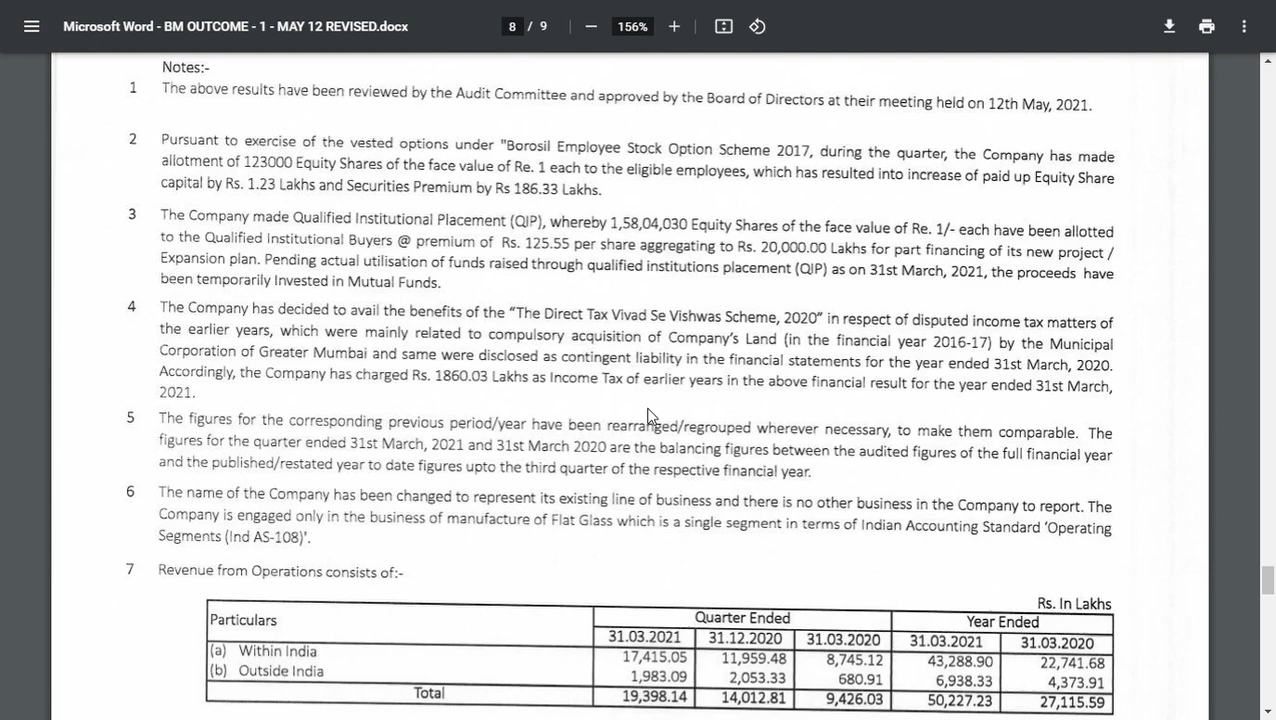 Microsoft Word - BM OUTCOME - 1 - MAY 12 REVISED.docx 8 / 9 156%
Notes:-
1 The above results have been reviewed by the Audit Committee and approved by the Board of Directors at their meeting held on 12th May, 2021.
2 Pursuant to exercise of the vested options under "Borosil Employee Stock Option Scheme 2017, during the quarter, the Company has made
allotment of 123000 Equity Shares of the face value of Re. 1 each to the eligible employees, which has resulted into increase of paid up Equity Share
capital by Rs. 1.23 Lakhs and Securities Premium by Rs 186.33 Lakhs.
3 The Company made Qualified Institutional Placement (QIP), whereby 1,58,04,030 Equity Shares of the face value of Re. 1/- each have been allotted
to the Qualified Institutional Buyers @ premium of Rs. 125.55 per share aggregating to Rs. 20,000.00 Lakhs for part financing of its new project /
Expansion plan. Pending actual utilisation of funds raised through qualified institutions placement (QIP) as on 31st March, 2021, the proceeds have
been temporarily Invested in Mutual Funds.
4 The Company has decided to avail the benefits of the “The Direct Tax Vivad Se Vishwas Scheme, 2020” in respect of disputed income tax matters of
the earlier years, which were mainly related to compulsory acquisition of Company’s Land (in the financial year 2016-17) by the Municipal
Corporation of Greater Mumbai and same were disclosed as contingent liability in the financial statements for the year ended 31st March, 2020.
Accordingly, the Company has charged Rs. 1860.03 Lakhs as Income Tax of earlier years in the above financial result for the year ended 31st March,
2021.
5 The figures for the corresponding previous period/year have been rearranged/regrouped wherever necessary, to make them comparable. The
figures for the quarter ended 31st March, 2021 and 31st March 2020 are the balancing figures between the audited figures of the full financial year
and the published/restated year to date figures upto the third quarter of the respective financial year.
6 The name of the Company has been changed to represent its existing line of business and there is no other business in the Company to report. The
Company is engaged only in the business of manufacture of Flat Glass which is a single segment in terms of Indian Accounting Standard ‘Operating
Segments (Ind AS-108)’.
7 Revenue from Operations consists of:-
Rs. In Lakhs
Particulars Quarter Ended Year Ended
31.03.2021 31.12.2020 31.03.2020 31.03.2021 31.03.2020
(a) Within India 17,415.05 11,959.48 8,745.12 43,288.90 22,741.68
(b) Outside India 1,983.09 2,053.33 680.91 6,938.33 4,373.91
Total 19,398.14 14,012.81 9,426.03 50,227.23 27,115.59